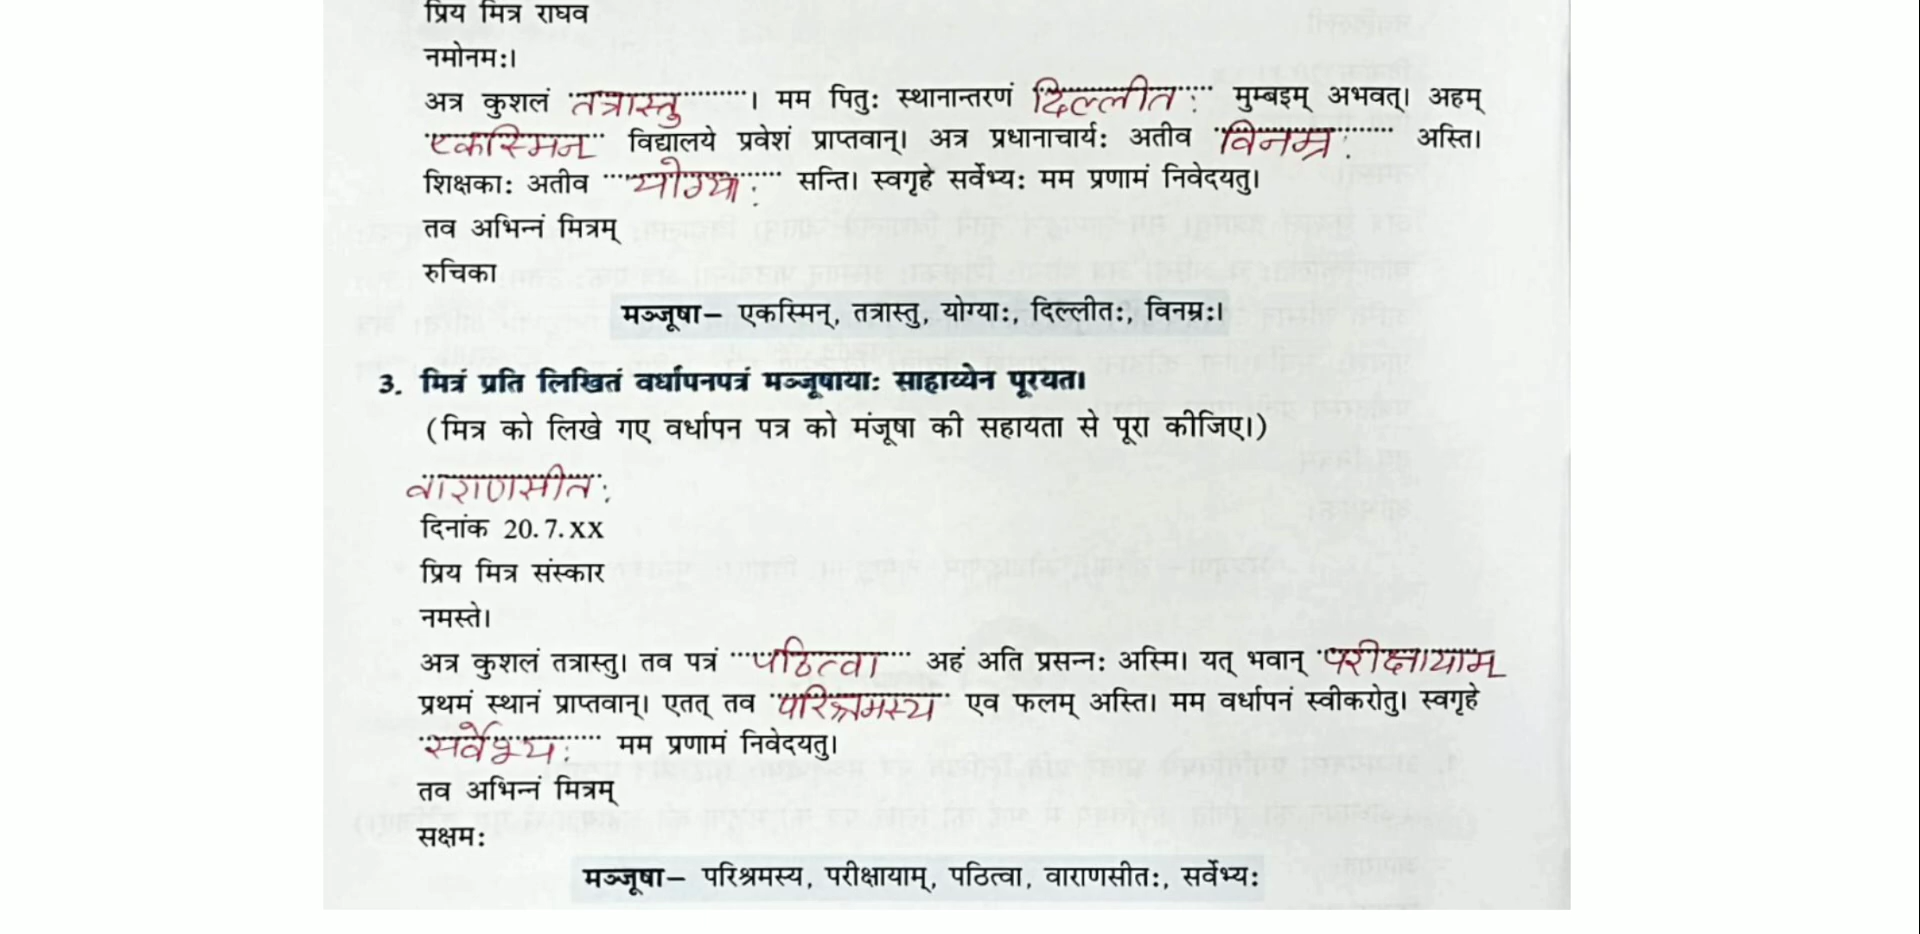 प्रिय मित्र राघव
नमोनमः।
अत्र कुशलं तत्रास्तु। मम पितुः स्थानान्तरणं दिल्लीतः मुम्बइम् अभवत्। अहम्
एकस्मिन् विद्यालये प्रवेशं प्राप्तवान्। अत्र प्रधानाचार्यः अतीव विनम्रः अस्ति।
शिक्षकाः अतीव योग्याः सन्ति। स्वगृहे सर्वेभ्यः मम प्रणामं निवेदयतु।
तव अभिन्नं मित्रम्
रुचिका
मञ्जूषा– एकस्मिन्, तत्रास्तु, योग्याः, दिल्लीतः, विनम्रः।
3. मित्रं प्रति लिखितं वर्धापनपत्रं मञ्जूषायाः साहाय्येन पूरयत।
(मित्र को लिखे गए वर्धापन पत्र को मंजूषा की सहायता से पूरा कीजिए।)
वाराणसीतः
दिनांक 20.7.XX
प्रिय मित्र संस्कार
नमस्ते।
अत्र कुशलं तत्रास्तु। तव पत्रं पठित्वा अहं अति प्रसन्नः अस्मि। यत् भवान् परीक्षायाम्
प्रथमं स्थानं प्राप्तवान्। एतत् तव परिश्रमस्य एव फलम् अस्ति। मम वर्धापनं स्वीकरोतु। स्वगृहे
सर्वेभ्यः मम प्रणामं निवेदयतु।
तव अभिन्नं मित्रम्
सक्षमः
मञ्जूषा– परिश्रमस्य, परीक्षायाम्, पठित्वा, वाराणसीतः, सर्वेभ्यः